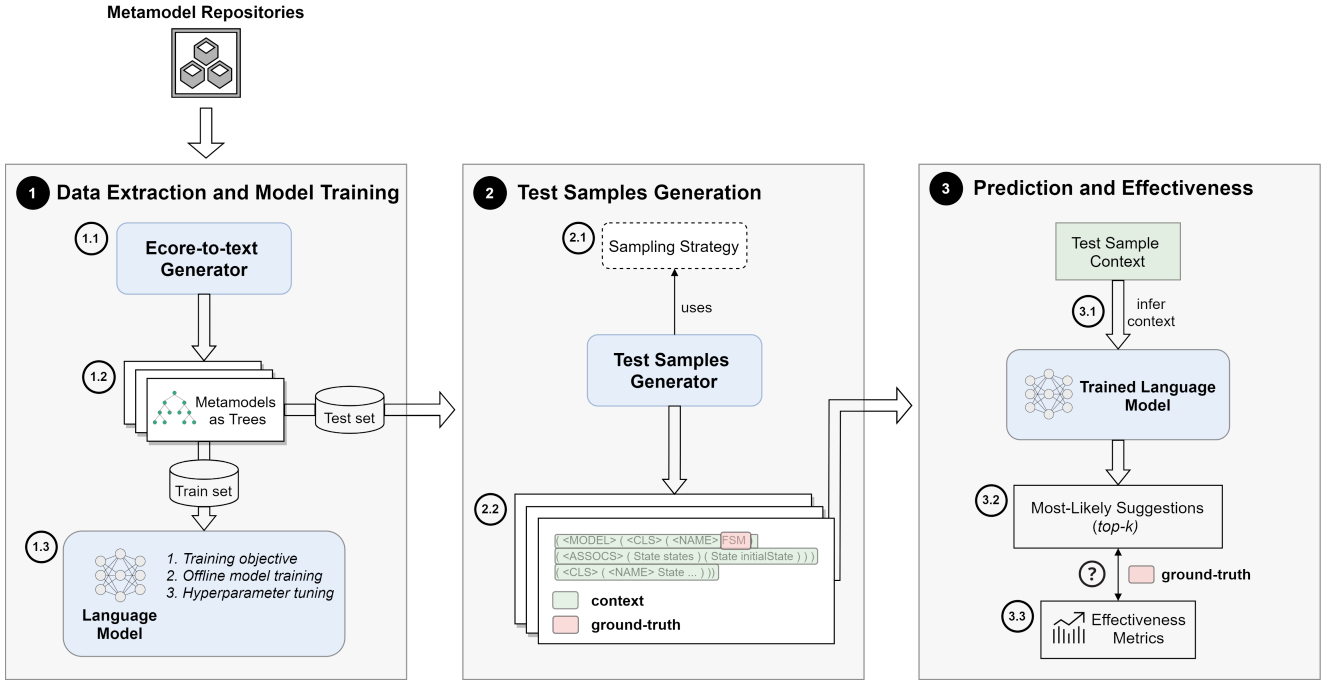 Metamodel Repositories
1 Data Extraction and Model Training
1.1
Ecore-to-text
Generator
1.2
Metamodels
as Trees
Test set
Train set
1.3
1. Training objective
2. Offline model training
3. Hyperparameter tuning
Language
Model
2 Test Samples Generation
2.1
Sampling Strategy
uses
Test Samples
Generator
2.2
( <MODEL> ( <CLS> ( <NAME> FSM )
( <ASSOCS> ( State states ) ( State initialState ) ) )
( <CLS> ( <NAME> State ... ) ))
context
ground-truth
3 Prediction and Effectiveness
Test Sample
Context
3.1
infer
context
Trained Language
Model
3.2
Most-Likely Suggestions
(top-k)
?
ground-truth
3.3
Effectiveness
Metrics